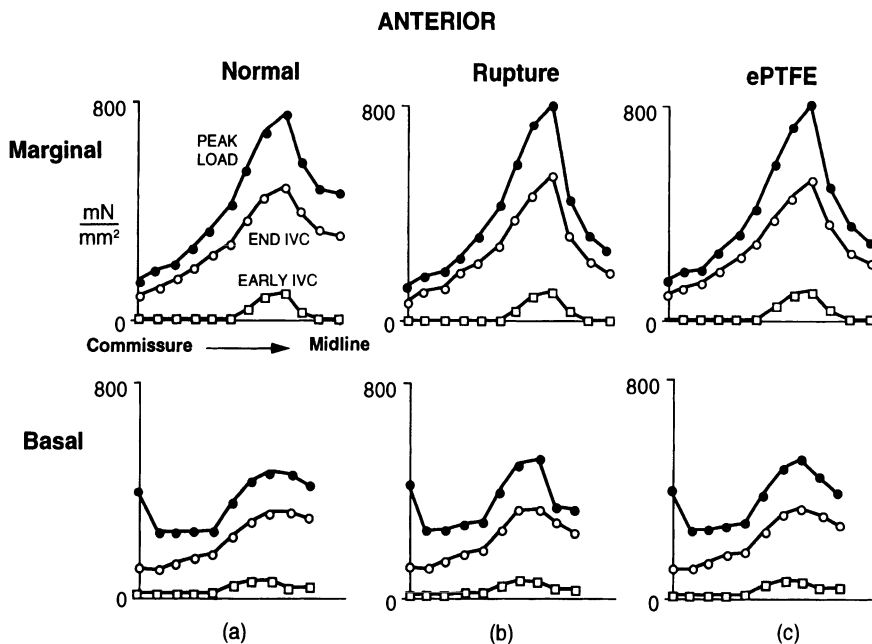 ANTERIOR
Normal Rupture ePTFE
800 800 800
Marginal
PEAK
LOAD
mN
mm²
END IVC
EARLY IVC
0 0 0
Commissure Midline
800 800 800
Basal
0 0 0
(a) (b) (c)